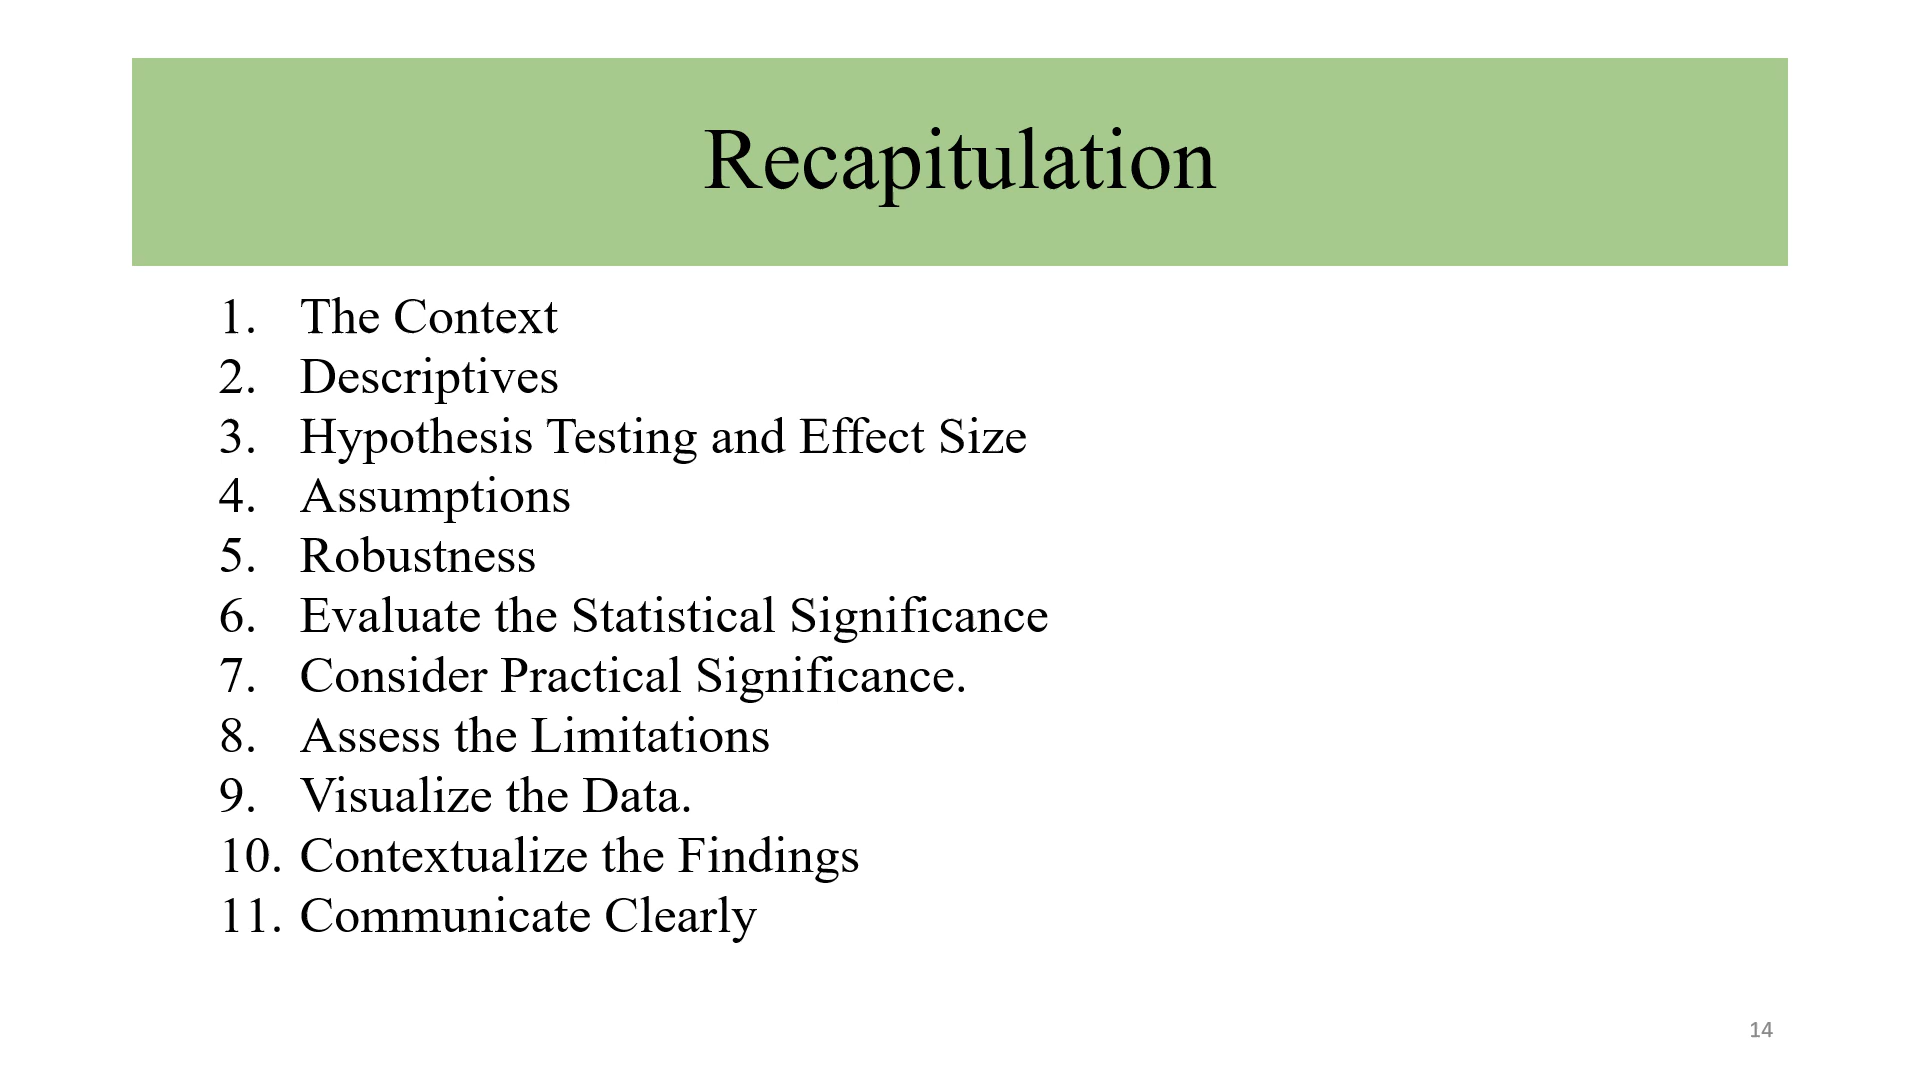 Recapitulation
1. The Context
2. Descriptives
3. Hypothesis Testing and Effect Size
4. Assumptions
5. Robustness
6. Evaluate the Statistical Significance
7. Consider Practical Significance.
8. Assess the Limitations
9. Visualize the Data.
10. Contextualize the Findings
11. Communicate Clearly
14